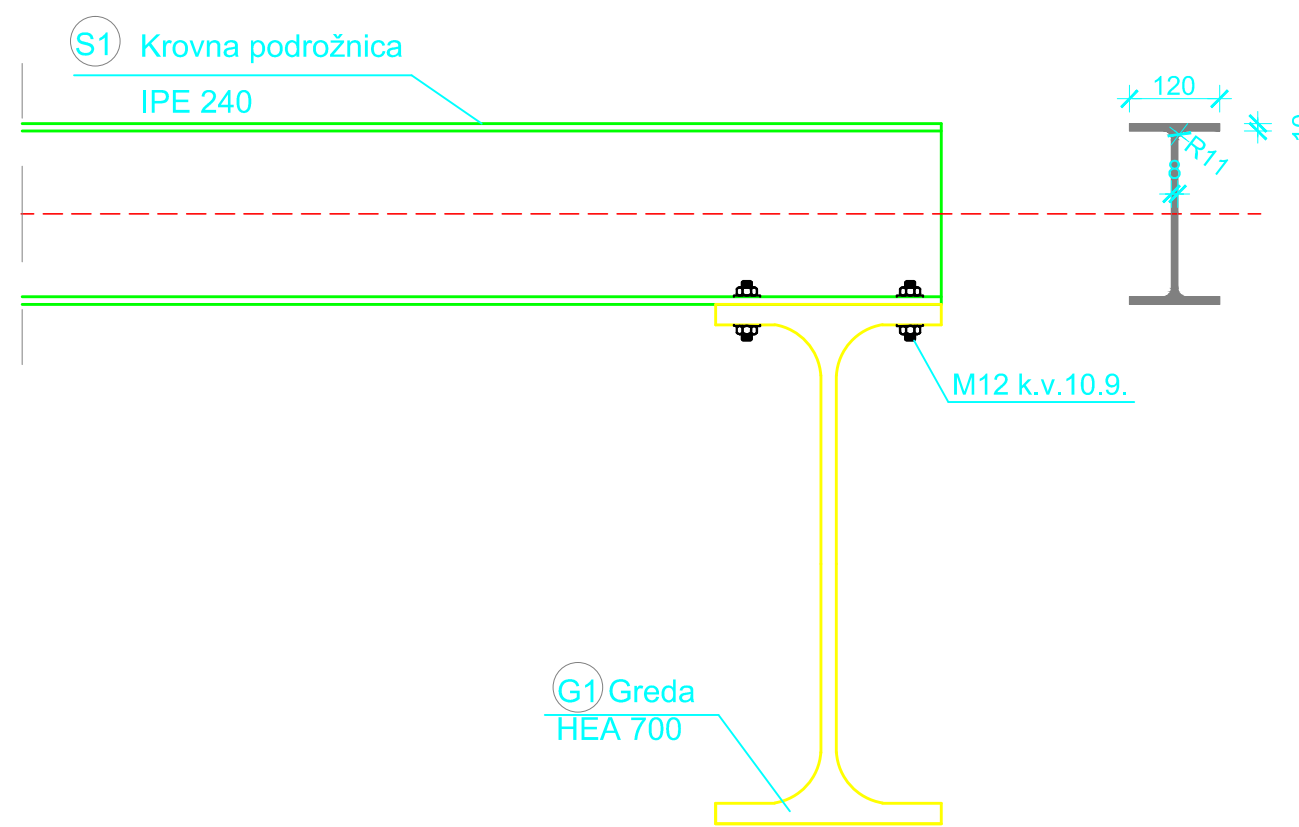 S1 Krovna podrožnica
IPE 240
120
R11
8
M12 k.v.10.9.
G1 Greda
HEA 700